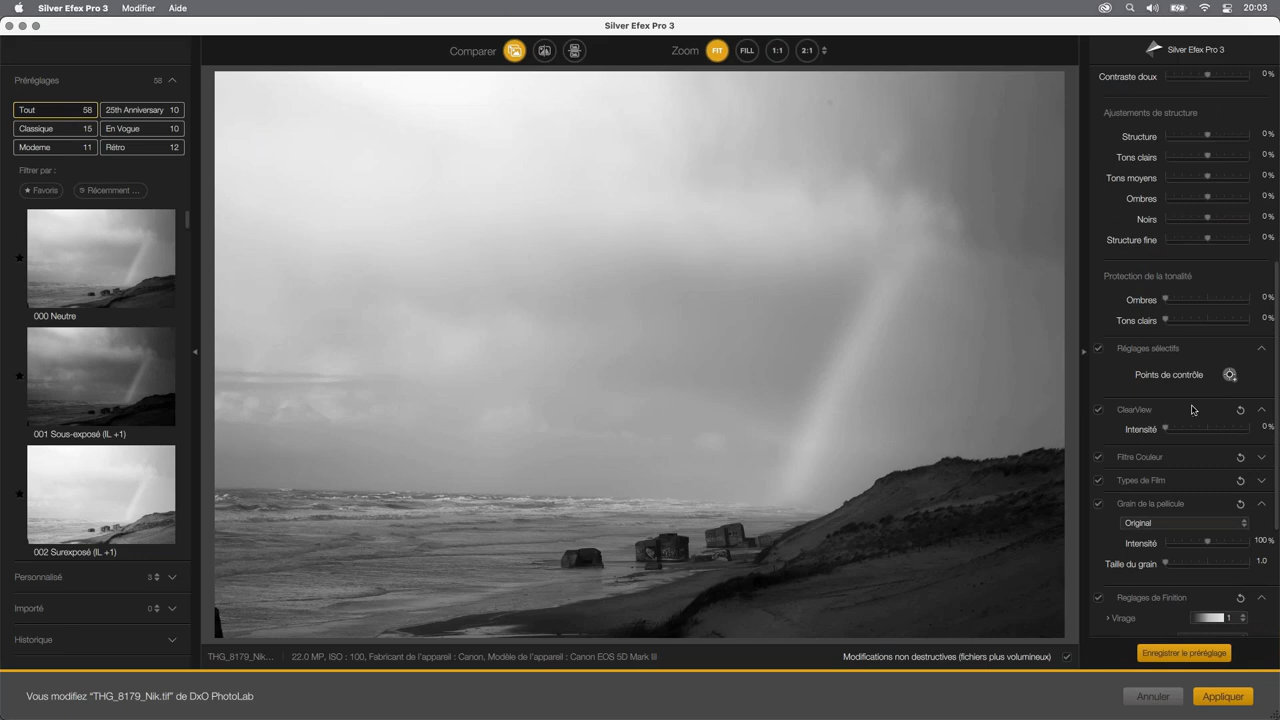 Silver Efex Pro 3 Modifier Aide 20:03
Silver Efex Pro 3
Comparer Zoom FIT FILL 1:1 2:1
Silver Efex Pro 3
Préréglages 58
Tout 58
25th Anniversary 10
Classique 15
En Vogue 10
Moderne 11
Rétro 12
Filtrer par :
★ Favoris
Récemment ...
000 Neutre
001 Sous-exposé (IL +1)
002 Surexposé (IL +1)
Personnalisé 3
Importé 0
Historique
Contraste doux 0 %
Ajustements de structure
Structure 0 %
Tons clairs 0 %
Tons moyens 0 %
Ombres 0 %
Noirs 0 %
Structure fine 0 %
Protection de la tonalité
Ombres 0 %
Tons clairs 0 %
Réglages sélectifs
Points de contrôle
ClearView
Intensité 0 %
Filtre Couleur
Types de Film
Grain de la pellicule
Original
Intensité 100 %
Taille du grain 1.0
Reglages de Finition
Virage 1
Enregistrer le préréglage
THG_8179_Nik... 22.0 MP, ISO : 100, Fabricant de l'appareil : Canon, Modèle de l'appareil : Canon EOS 5D Mark III
Modifications non destructives (fichiers plus volumineux)
Vous modifiez “THG_8179_Nik.tif” de DxO PhotoLab
Annuler
Appliquer